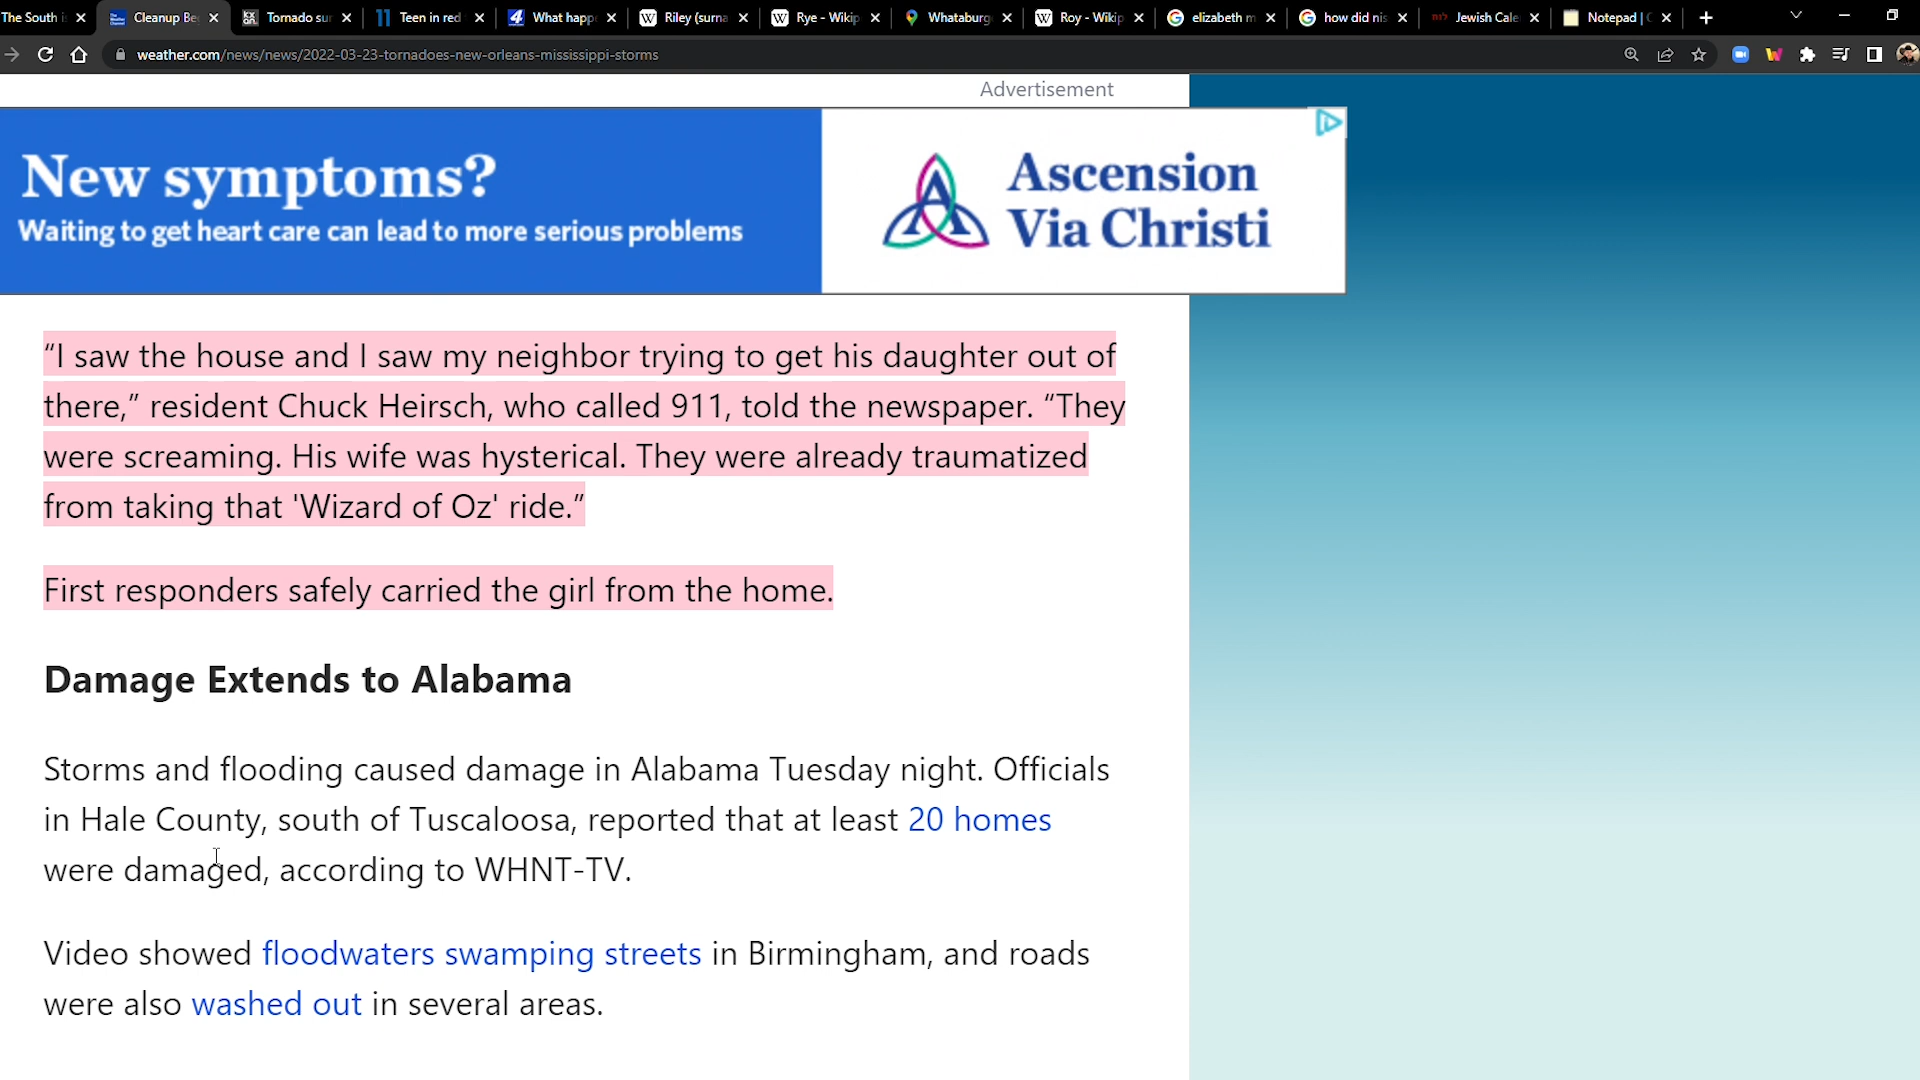 The South i
Cleanup Be
Tornado sur
Teen in red
What happ
Riley (surna
Rye - Wikip
Whataburg
Roy - Wikip
elizabeth m
how did nis
Jewish Cale
Notepad |
weather.com/news/news/2022-03-23-tornadoes-new-orleans-mississippi-storms
Advertisement
New symptoms?
Waiting to get heart care can lead to more serious problems
Ascension
Via Christi
“I saw the house and I saw my neighbor trying to get his daughter out of
there,” resident Chuck Heirsch, who called 911, told the newspaper. “They
were screaming. His wife was hysterical. They were already traumatized
from taking that 'Wizard of Oz' ride.”
First responders safely carried the girl from the home.
Damage Extends to Alabama
Storms and flooding caused damage in Alabama Tuesday night. Officials
in Hale County, south of Tuscaloosa, reported that at least 20 homes
were damaged, according to WHNT-TV.
Video showed floodwaters swamping streets in Birmingham, and roads
were also washed out in several areas.